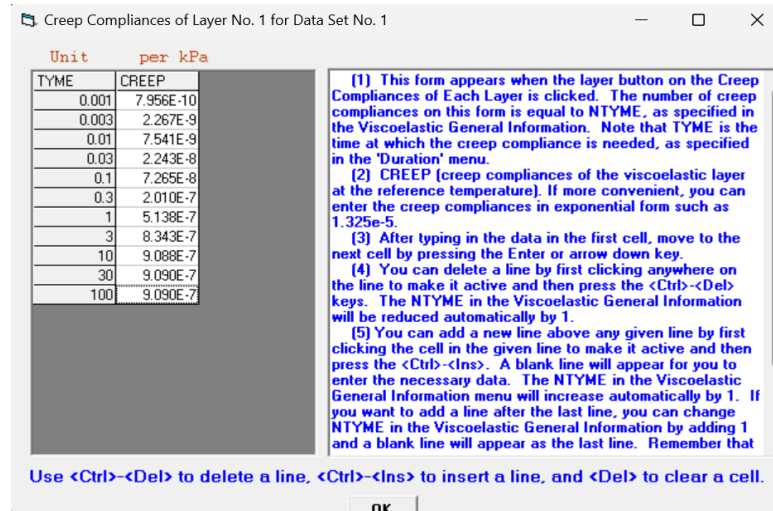 Creep Compliances of Layer No. 1 for Data Set No. 1
Unit per kPa
TYME CREEP
0.001 7.956E-10
0.003 2.267E-9
0.01 7.541E-9
0.03 2.243E-8
0.1 7.265E-8
0.3 2.010E-7
1 5.138E-7
3 8.343E-7
10 9.088E-7
30 9.090E-7
100 9.090E-7
(1) This form appears when the layer button on the Creep
Compliances of Each Layer is clicked. The number of creep
compliances on this form is equal to NTYME, as specified in
the Viscoelastic General Information. Note that TYME is the
time at which the creep compliance is needed, as specified
in the 'Duration' menu.
(2) CREEP (creep compliances of the viscoelastic layer
at the reference temperature). If more convenient, you can
enter the creep compliances in exponential form such as
1.325e-5.
(3) After typing in the data in the first cell, move to the
next cell by pressing the Enter or arrow down key.
(4) You can delete a line by first clicking anywhere on
the line to make it active and then press the <Ctrl>-<Del>
keys. The NTYME in the Viscoelastic General Information
will be reduced automatically by 1.
(5) You can add a new line above any given line by first
clicking the cell in the given line to make it active and then
press the <Ctrl>-<Ins>. A blank line will appear for you to
enter the necessary data. The NTYME in the Viscoelastic
General Information menu will increase automatically by 1. If
you want to add a line after the last line, you can change
NTYME in the Viscoelastic General Information by adding 1
and a blank line will appear as the last line. Remember that
Use <Ctrl>-<Del> to delete a line, <Ctrl>-<Ins> to insert a line, and <Del> to clear a cell.
OK